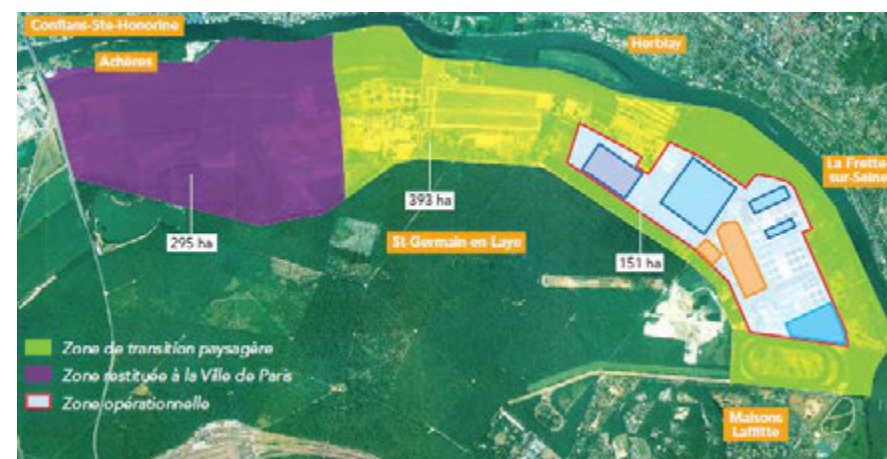 Conflans-Ste-Honorine
Achères
Herblay
La Frette-
sur-Seine
393 ha
295 ha
St-Germain-en-Laye
151 ha
Zone de transition paysagère
Zone restituée à la Ville de Paris
Zone opérationnelle
Maisons
Laffitte